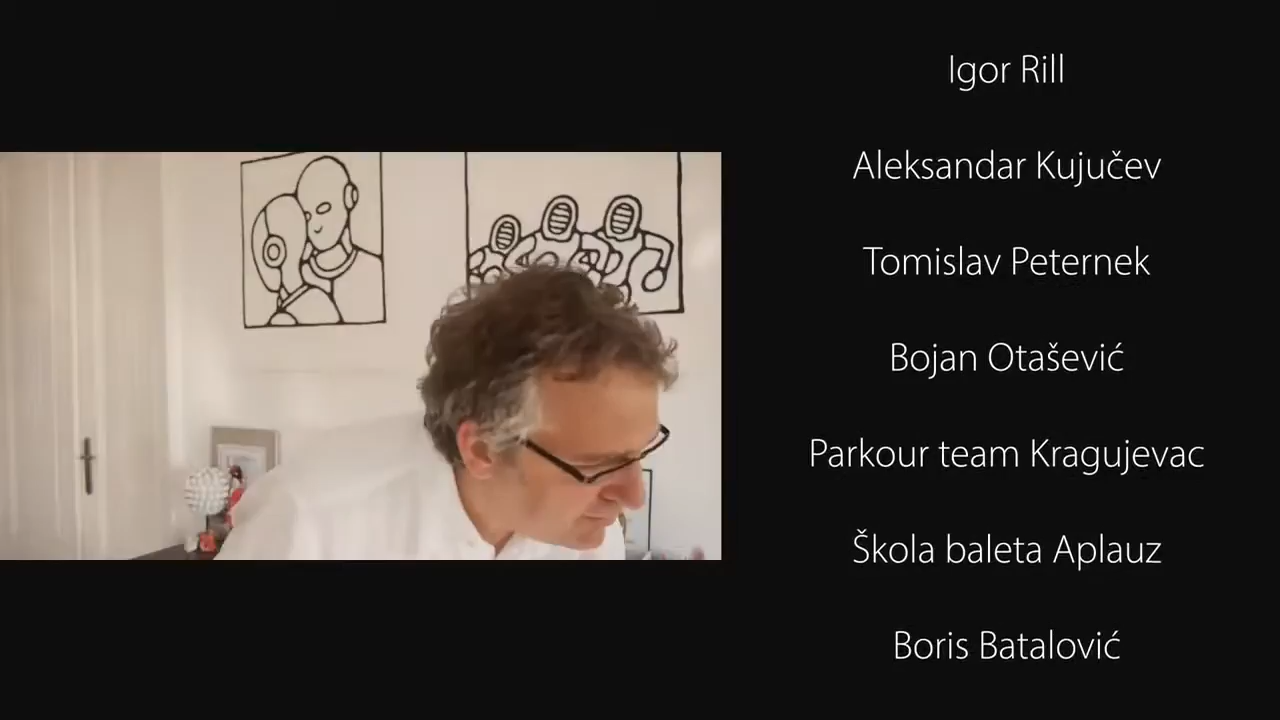 Igor Rill
Aleksandar Kujučev
Tomislav Peternek
Bojan Otašević
Parkour team Kragujevac
Škola baleta Aplauz
Boris Batalović